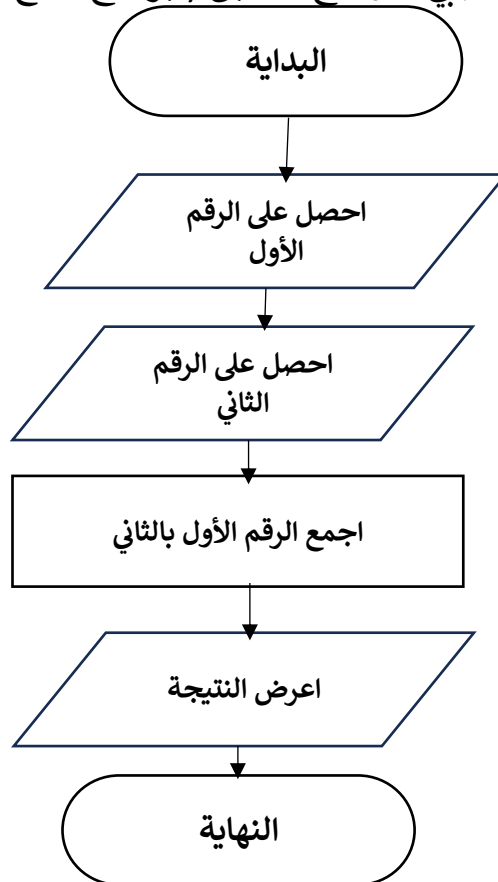 البداية
احصل على الرقم
الأول
احصل على الرقم
الثاني
اجمع الرقم الأول بالثاني
اعرض النتيجة
النهاية